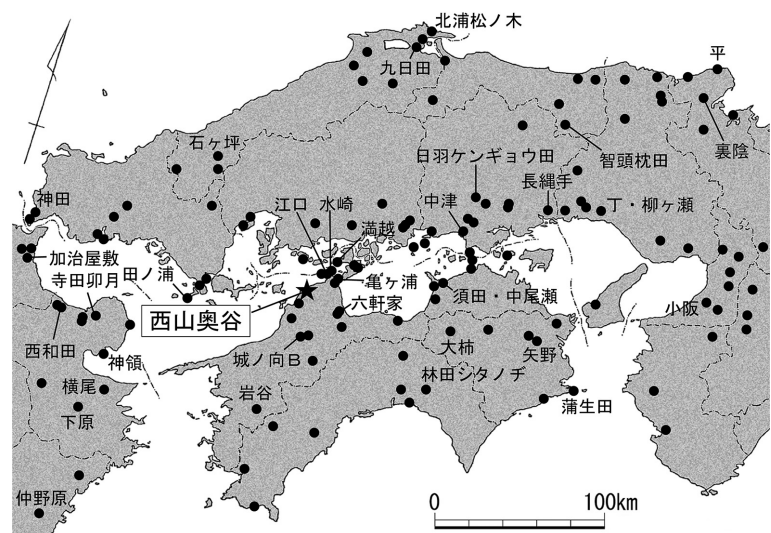 北浦松ノ木
九日田
平
石ヶ坪
日羽ケンギョウ田
智頭枕田
裏陰
神田
江口
水崎
満越
中津
長縄手
丁・柳ヶ瀬
加治屋敷
寺田卯月
田ノ浦
亀ヶ浦
六軒家
須田・中尾瀬
小阪
西山奥谷
西和田
神領
城ノ向B
大柿
矢野
横尾
下原
岩谷
林田シタノヂ
蒲生田
仲野原
0
100km